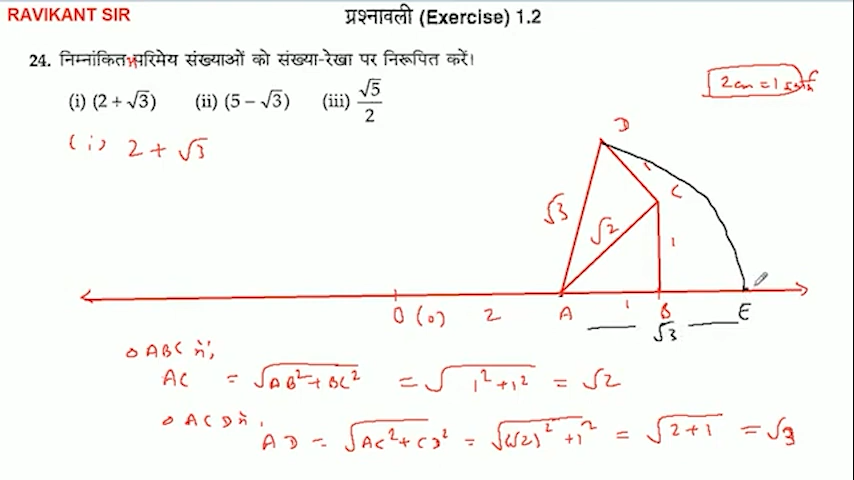 RAVIKANT SIR
प्रश्नावली (Exercise) 1.2
24. निम्नांकित अपरिमेय संख्याओं को संख्या-रेखा पर निरूपित करें।
2cm = 1
(i) (2 + √3) (ii) (5 – √3) (iii) √5/2
(i) 2 + √3
D
1
C
√3
√2
1
O (0) 2 A 1 B E
√3
△ ABC में,
AC = √AB² + BC² = √1² + 1² = √2
△ ACD में,
AD = √AC² + CD² = √(√2)² + 1² = √2 + 1 = √3